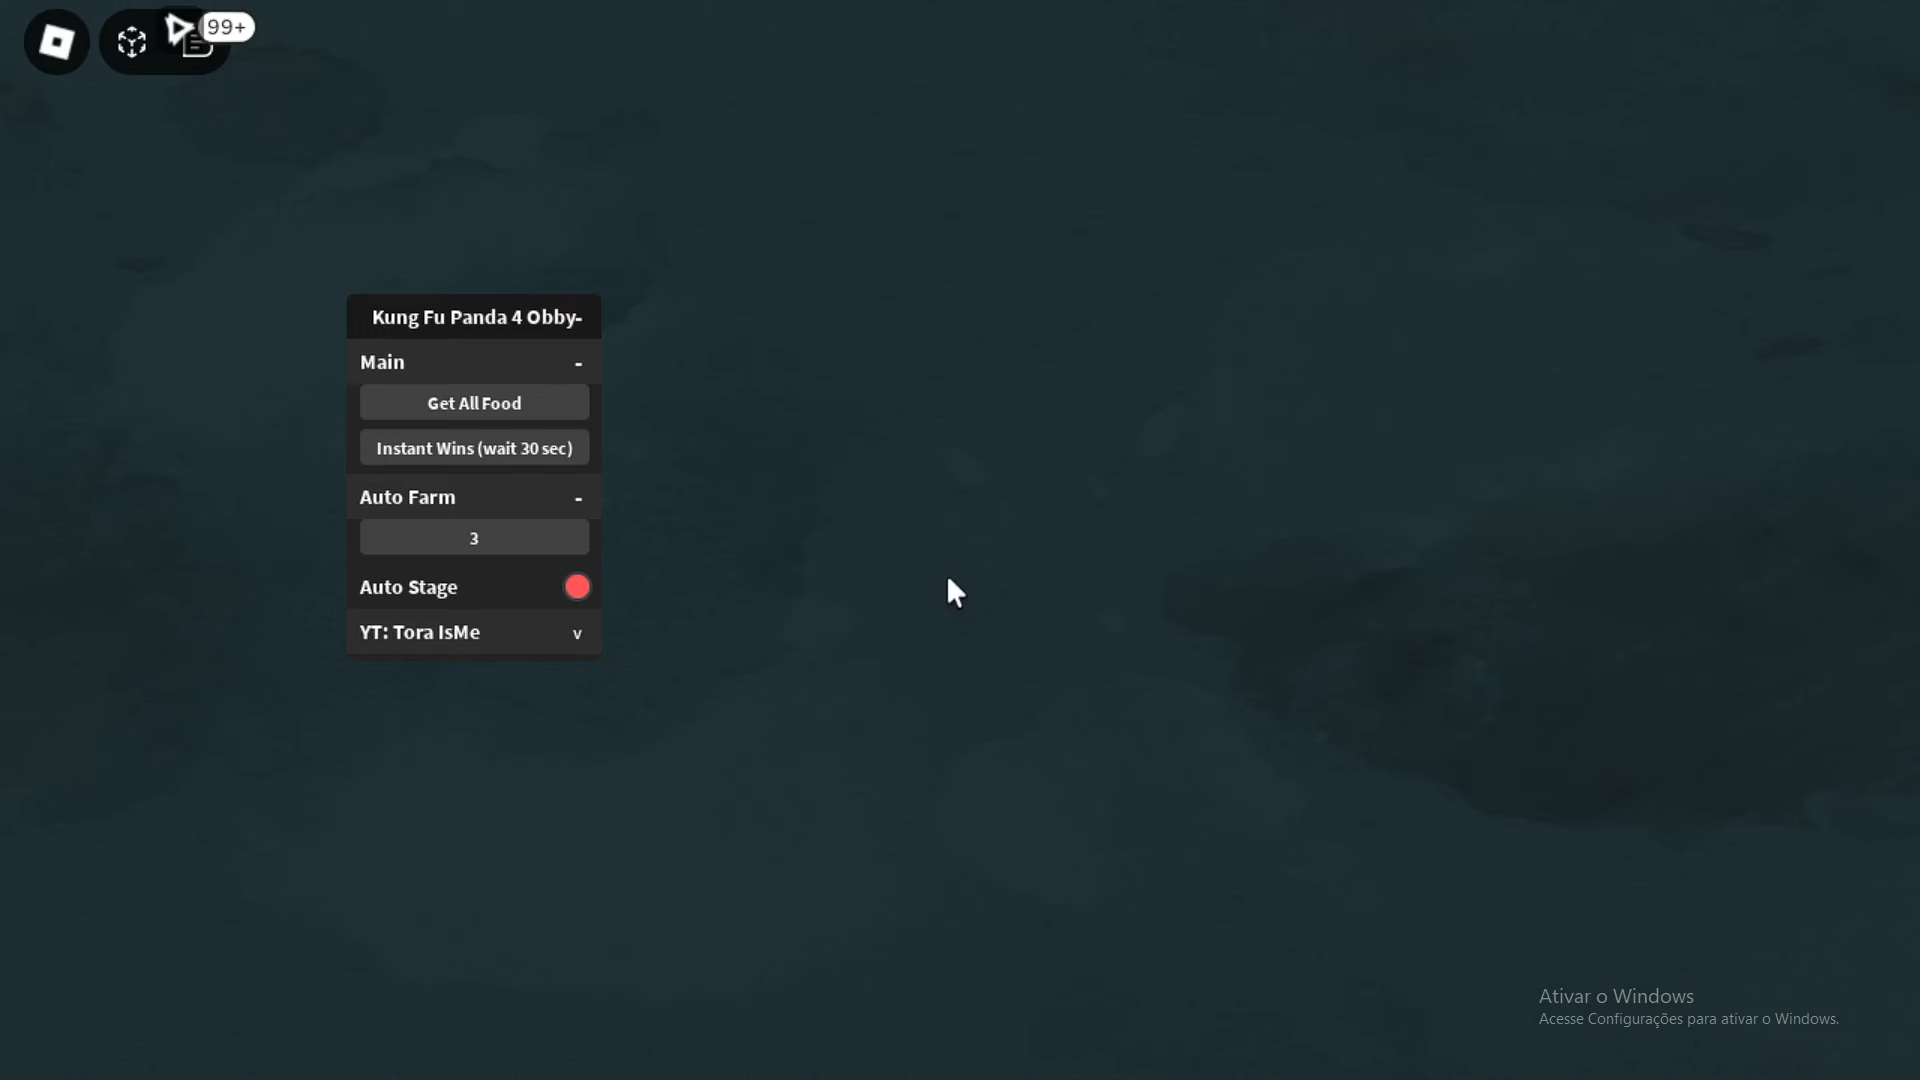 99+
Kung Fu Panda 4 Obby-
Main -
Get All Food
Instant Wins (wait 30 sec)
Auto Farm -
3
Auto Stage
YT: Tora IsMe v
Ativar o Windows
Acesse Configurações para ativar o Windows.